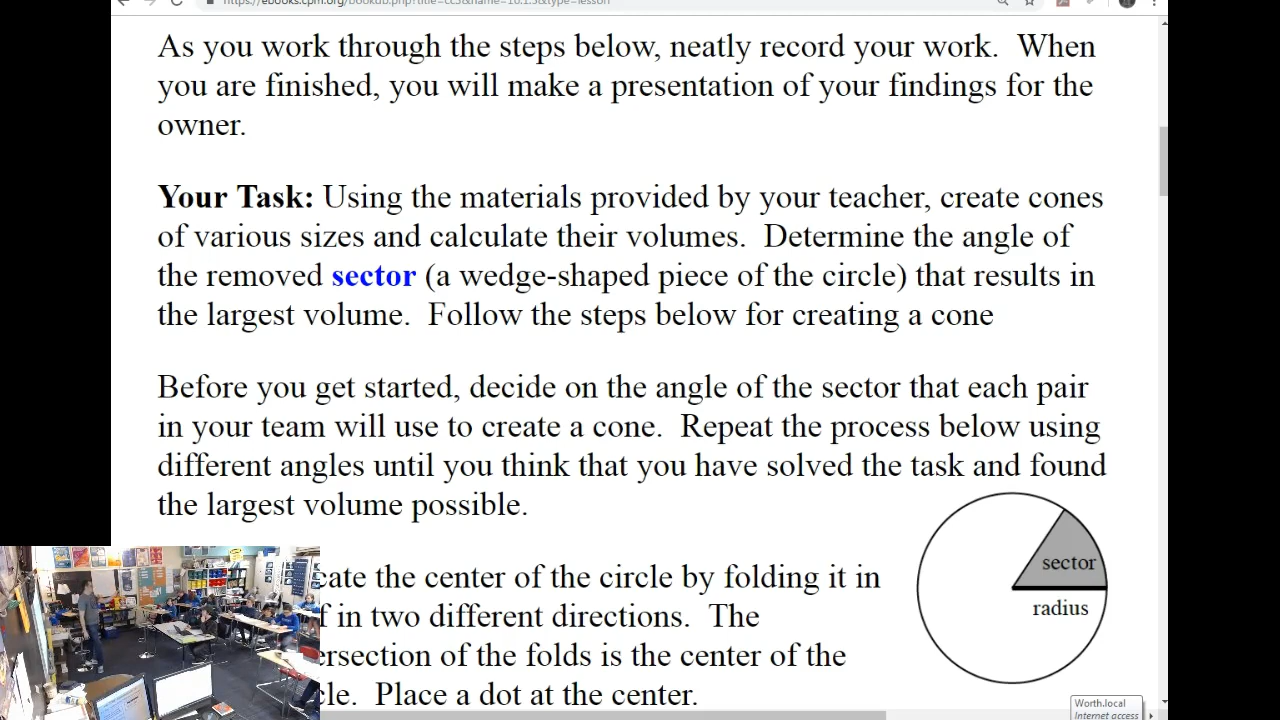 As you work through the steps below, neatly record your work. When
you are finished, you will make a presentation of your findings for the
owner.
Your Task: Using the materials provided by your teacher, create cones
of various sizes and calculate their volumes. Determine the angle of
the removed sector (a wedge-shaped piece of the circle) that results in
the largest volume. Follow the steps below for creating a cone
Before you get started, decide on the angle of the sector that each pair
in your team will use to create a cone. Repeat the process below using
different angles until you think that you have solved the task and found
the largest volume possible.
cate the center of the circle by folding it in
f in two different directions. The
ersection of the folds is the center of the
cle. Place a dot at the center.
sector
radius
Worth.local
Internet access